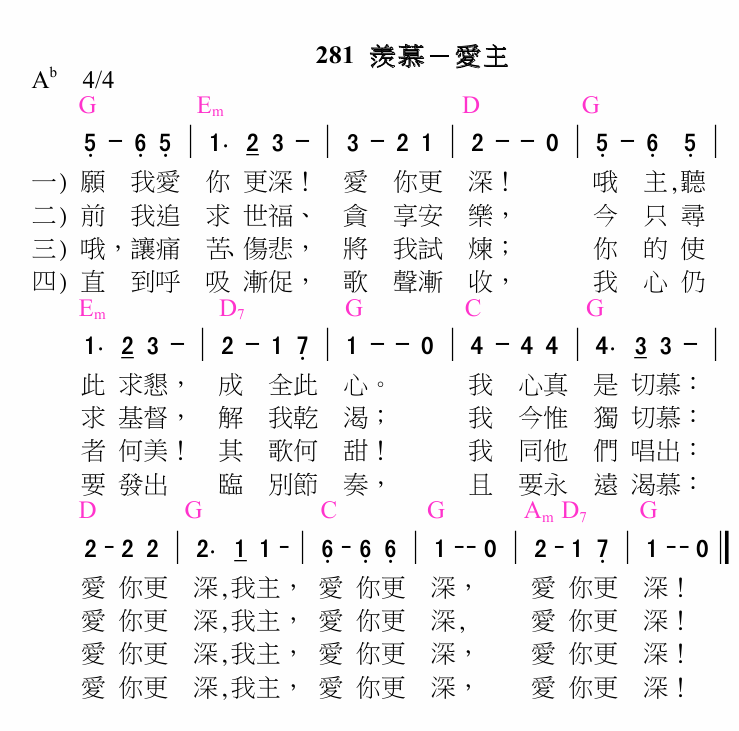 281 羨慕－愛主
A♭ 4/4
G Em D G
5 － 6 5 | 1. 2 3 － | 3 － 2 1 | 2 － － 0 | 5 － 6 5 |
一) 願 我愛 你 更深！ 愛 你更 深！ 哦 主,聽
二) 前 我追 求 世福、 貪 享安 樂， 今 只 尋
三) 哦，讓痛 苦、傷悲， 將 我試 煉； 你 的 使
四) 直 到呼 吸 漸促， 歌 聲漸 收， 我 心 仍
Em D7 G C G
1. 2 3 － | 2 － 1 7 | 1 － － 0 | 4 － 4 4 | 4. 3 3 － |
此 求懇， 成 全此 心。 我 心真 是 切慕：
求 基督， 解 我乾 渴； 我 今惟 獨 切慕：
者 何美！ 其 歌何 甜！ 我 同他 們 唱出：
要 發出 臨 別節 奏， 且 要永 遠 渴慕：
D G C G Am D7 G
2 - 2 2 | 2. 1 1 - | 6 - 6 6 | 1 -- 0 | 2 - 1 7 | 1 -- 0 ‖
愛 你更 深,我主， 愛 你更 深， 愛 你更 深！
愛 你更 深,我主， 愛 你更 深, 愛 你更 深！
愛 你更 深,我主， 愛 你更 深， 愛 你更 深！
愛 你更 深,我主， 愛 你更 深， 愛 你更 深！